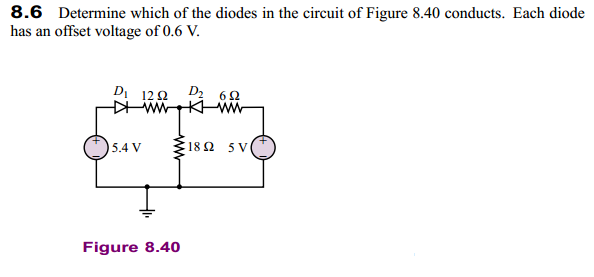 8.6 Determine which of the diodes in the circuit of Figure 8.40 conducts. Each diode
has an offset voltage of 0.6 V.
D1 12 Ω D2 6 Ω
+ 5.4 V 18 Ω 5 V +
Figure 8.40